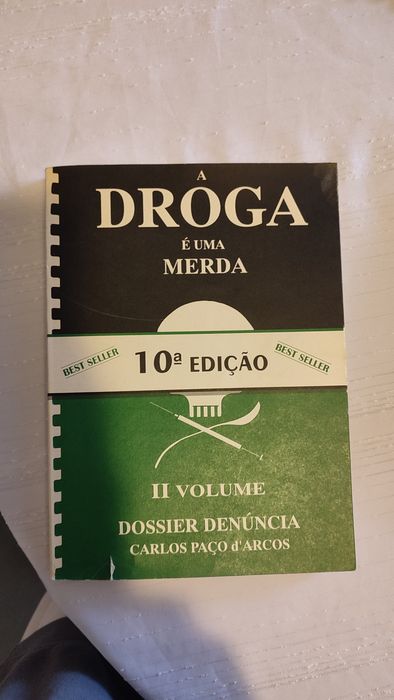 A
DROGA
É UMA
MERDA
BEST SELLER
10ª EDIÇÃO
BEST SELLER
II VOLUME
DOSSIER DENÚNCIA
CARLOS PAÇO d'ARCOS